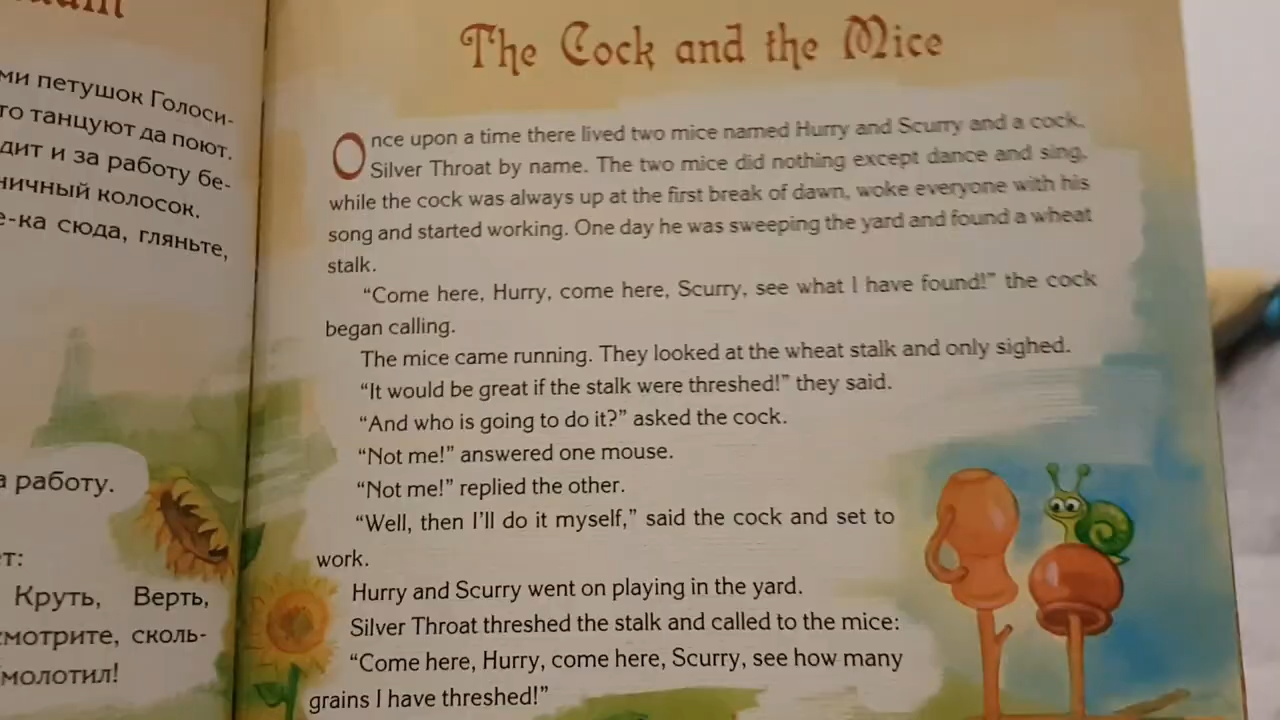 ми петушок Голоси-
то танцуют да поют.
дит и за работу бе-
ничный колосок.
е-ка сюда, гляньте,
а работу.
ет:
Круть, Верть,
мотрите, сколь-
молотил!
The Cock and the Mice
Once upon a time there lived two mice named Hurry and Scurry and a cock,
Silver Throat by name. The two mice did nothing except dance and sing,
while the cock was always up at the first break of dawn, woke everyone with his
song and started working. One day he was sweeping the yard and found a wheat
stalk.
“Come here, Hurry, come here, Scurry, see what I have found!” the cock
began calling.
The mice came running. They looked at the wheat stalk and only sighed.
“It would be great if the stalk were threshed!” they said.
“And who is going to do it?” asked the cock.
“Not me!” answered one mouse.
“Not me!” replied the other.
“Well, then I’ll do it myself,” said the cock and set to
work.
Hurry and Scurry went on playing in the yard.
Silver Throat threshed the stalk and called to the mice:
“Come here, Hurry, come here, Scurry, see how many
grains I have threshed!”